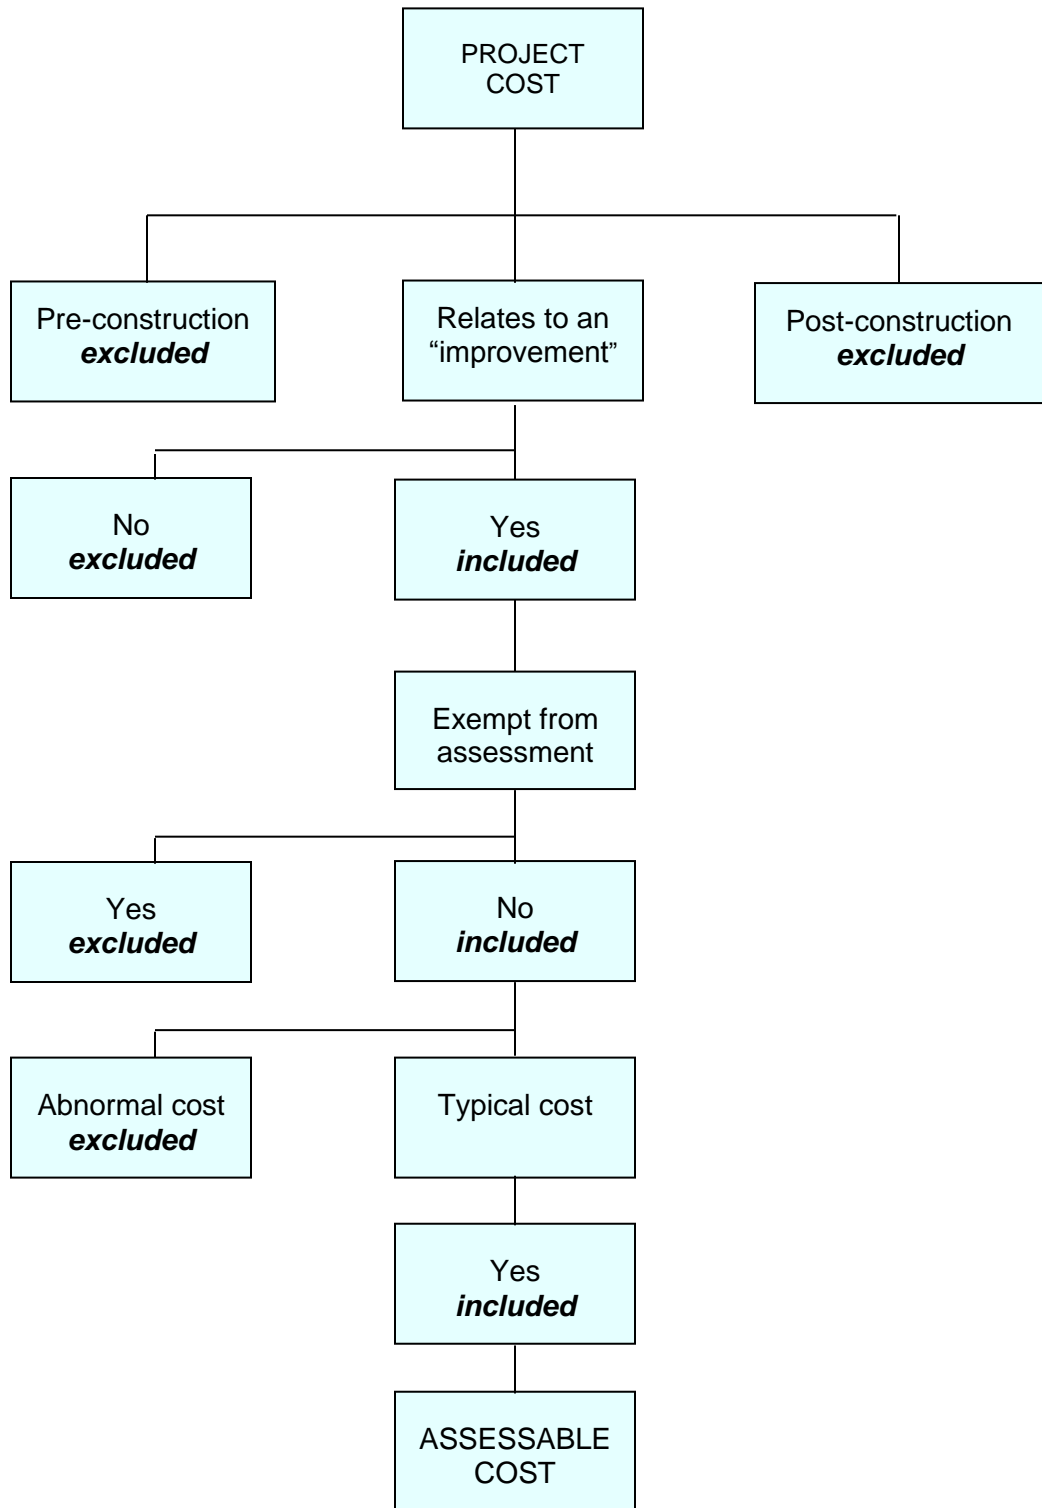 PROJECT
COST
Pre-construction
excluded
Relates to an
“improvement”
Post-construction
excluded
No
excluded
Yes
included
Exempt from
assessment
Yes
excluded
No
included
Abnormal cost
excluded
Typical cost
Yes
included
ASSESSABLE
COST